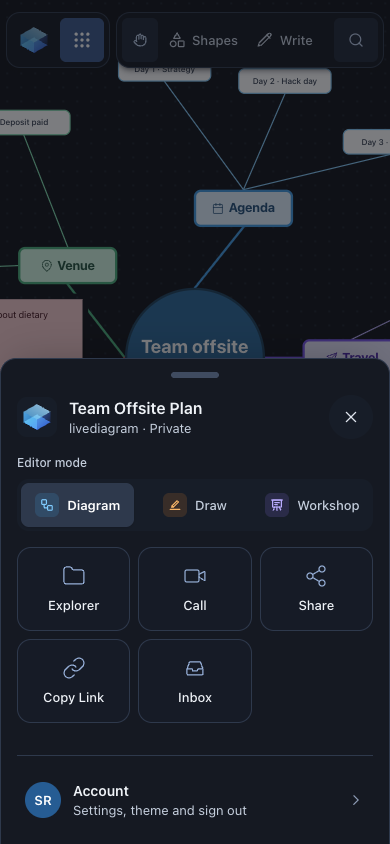 Shapes
Write
Day 1 · Strategy
Day 2 · Hack day
Deposit paid
Day 3 ·
Agenda
Venue
out dietary
Team offsite
Travel
Team Offsite Plan
livediagram · Private
Editor mode
Diagram
Draw
Workshop
Explorer
Call
Share
Copy Link
Inbox
SR
Account
Settings, theme and sign out